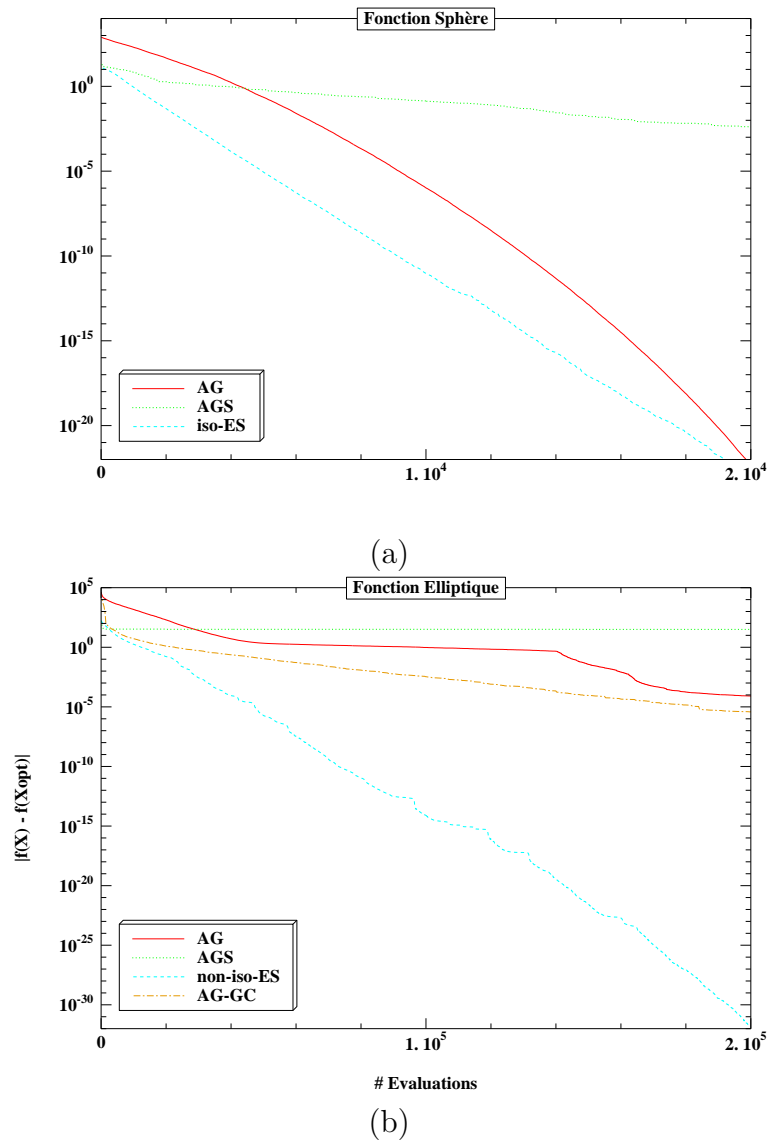 Fonction Sphère
10^0
10^-5
10^-10
10^-15
10^-20
AG
AGS
iso-ES
0
1. 10^4
2. 10^4
(a)
Fonction Elliptique
10^5
10^0
10^-5
10^-10
10^-15
10^-20
10^-25
10^-30
|f(X) - f(Xopt)|
AG
AGS
non-iso-ES
AG-GC
0
1. 10^5
2. 10^5
# Evaluations
(b)